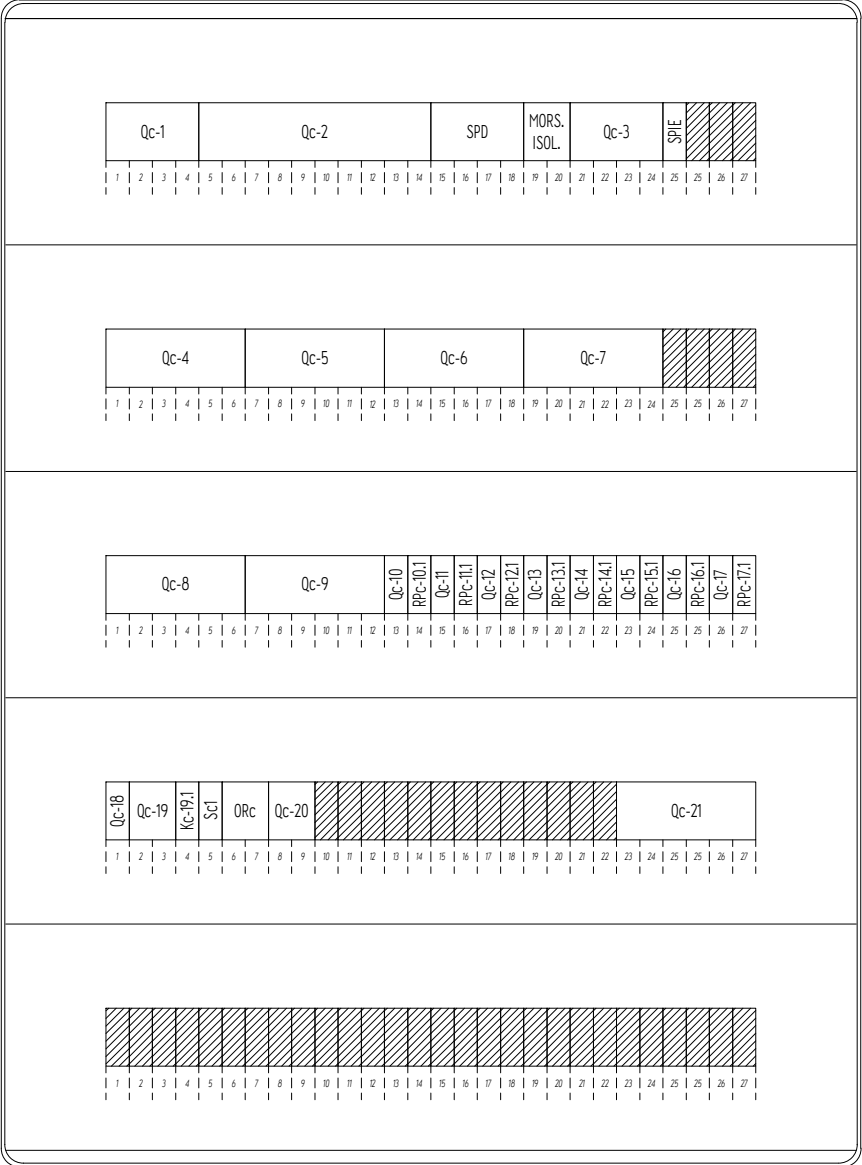 Qc-1 Qc-2 SPD MORS. ISOL. Qc-3 SPIE
1 2 3 4 5 6 7 8 9 10 11 12 13 14 15 16 17 18 19 20 21 22 23 24 25 25 26 27
Qc-4 Qc-5 Qc-6 Qc-7
1 2 3 4 5 6 7 8 9 10 11 12 13 14 15 16 17 18 19 20 21 22 23 24 25 25 26 27
Qc-8 Qc-9 Qc-10 RPc-10.1 Qc-11 RPc-11.1 Qc-12 RPc-12.1 Qc-13 RPc-13.1 Qc-14 RPc-14.1 Qc-15 RPc-15.1 Qc-16 RPc-16.1 Qc-17 RPc-17.1
1 2 3 4 5 6 7 8 9 10 11 12 13 14 15 16 17 18 19 20 21 22 23 24 25 25 26 27
Qc-18 Qc-19 Kc-19.1 Sc1 ORc Qc-20 Qc-21
1 2 3 4 5 6 7 8 9 10 11 12 13 14 15 16 17 18 19 20 21 22 23 24 25 25 26 27
1 2 3 4 5 6 7 8 9 10 11 12 13 14 15 16 17 18 19 20 21 22 23 24 25 25 26 27